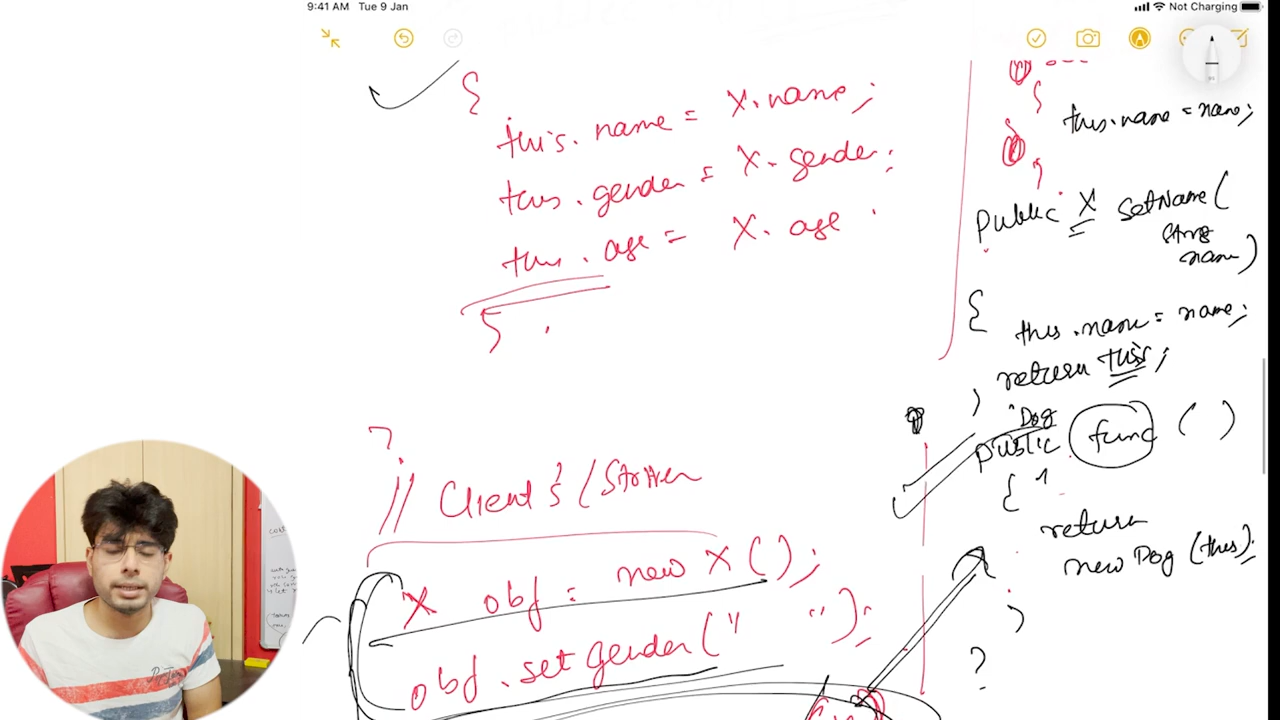 9:41 AM Tue 9 Jan
Not Charging
{
this.name = X.name;
this.gender = X.gender;
this.age = X.age
}
// Client's /
X obj = new X();
obj.set gender(" ");
this.name = name;
}
public X setName(
name)
{
this.name = name;
return this;
}
Dog
public func ()
{
return
new Dog (this);
}